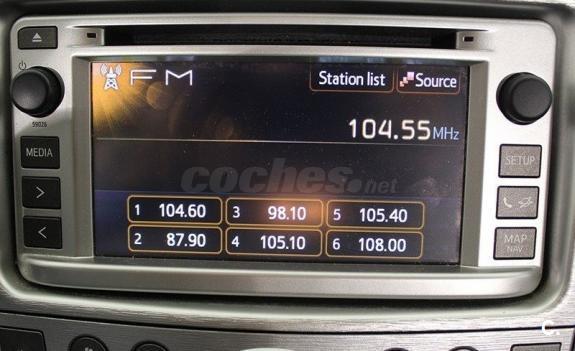 FM
Station list
Source
104.55MHz
59026
MEDIA
SETUP
coches.net
1 104.60
3 98.10
5 105.40
2 87.90
4 105.10
6 108.00
>
<
MAP
NAV
C.